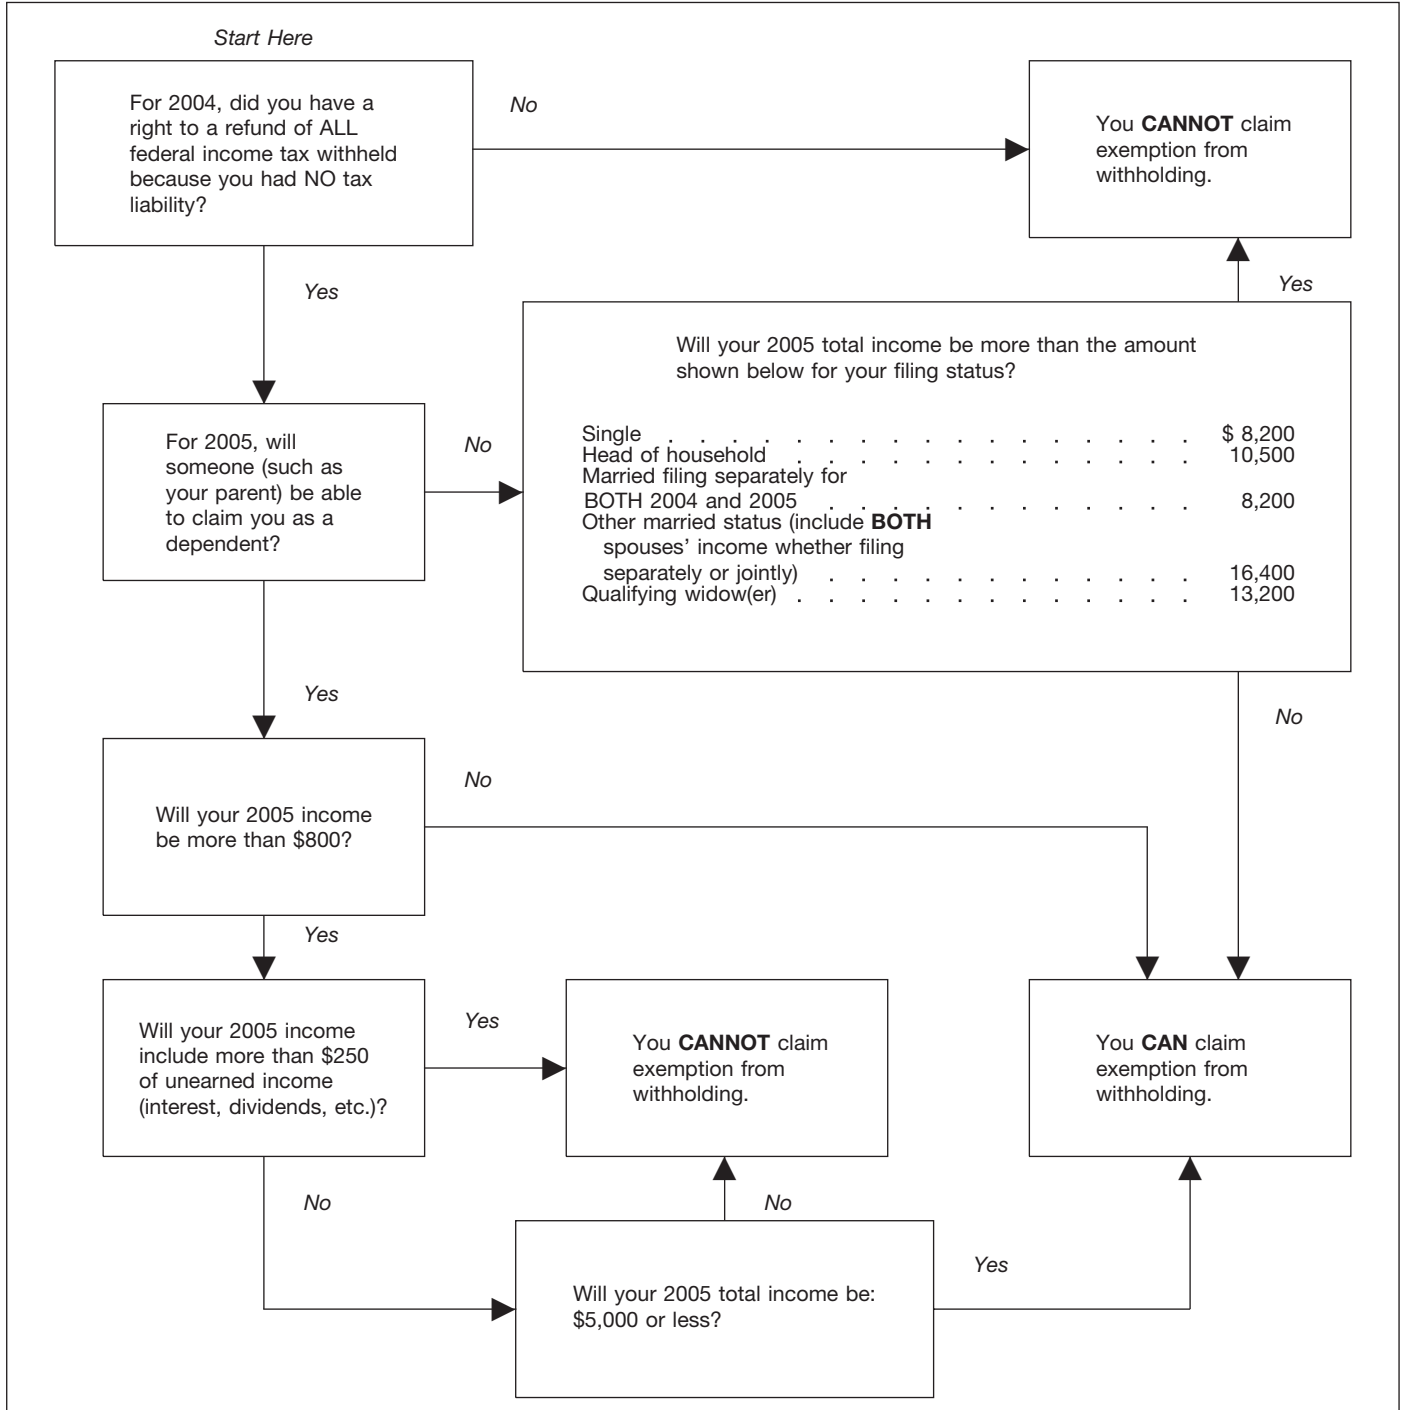 Start Here
For 2004, did you have a
right to a refund of ALL
federal income tax withheld
because you had NO tax
liability?
No
You CANNOT claim
exemption from
withholding.
Yes
Yes
Will your 2005 total income be more than the amount
shown below for your filing status?
Single . . . . . . . . . . . . . . . . . $ 8,200
Head of household . . . . . . . . . . . . . 10,500
Married filing separately for
BOTH 2004 and 2005 . . . . . . . . . . . . 8,200
Other married status (include BOTH
spouses’ income whether filing
separately or jointly) . . . . . . . . . . . . 16,400
Qualifying widow(er) . . . . . . . . . . . . . 13,200
For 2005, will
someone (such as
your parent) be able
to claim you as a
dependent?
No
Yes
No
Will your 2005 income
be more than $800?
No
Yes
Will your 2005 income
include more than $250
of unearned income
(interest, dividends, etc.)?
Yes
You CANNOT claim
exemption from
withholding.
You CAN claim
exemption from
withholding.
No
No
Will your 2005 total income be:
$5,000 or less?
Yes